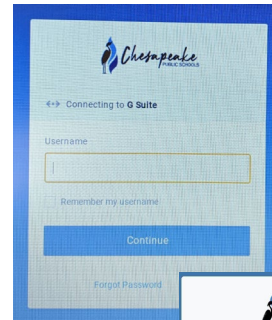 Chesapeake
PUBLIC SCHOOLS
Connecting to G Suite
Username
Remember my username
Continue
Forgot Password